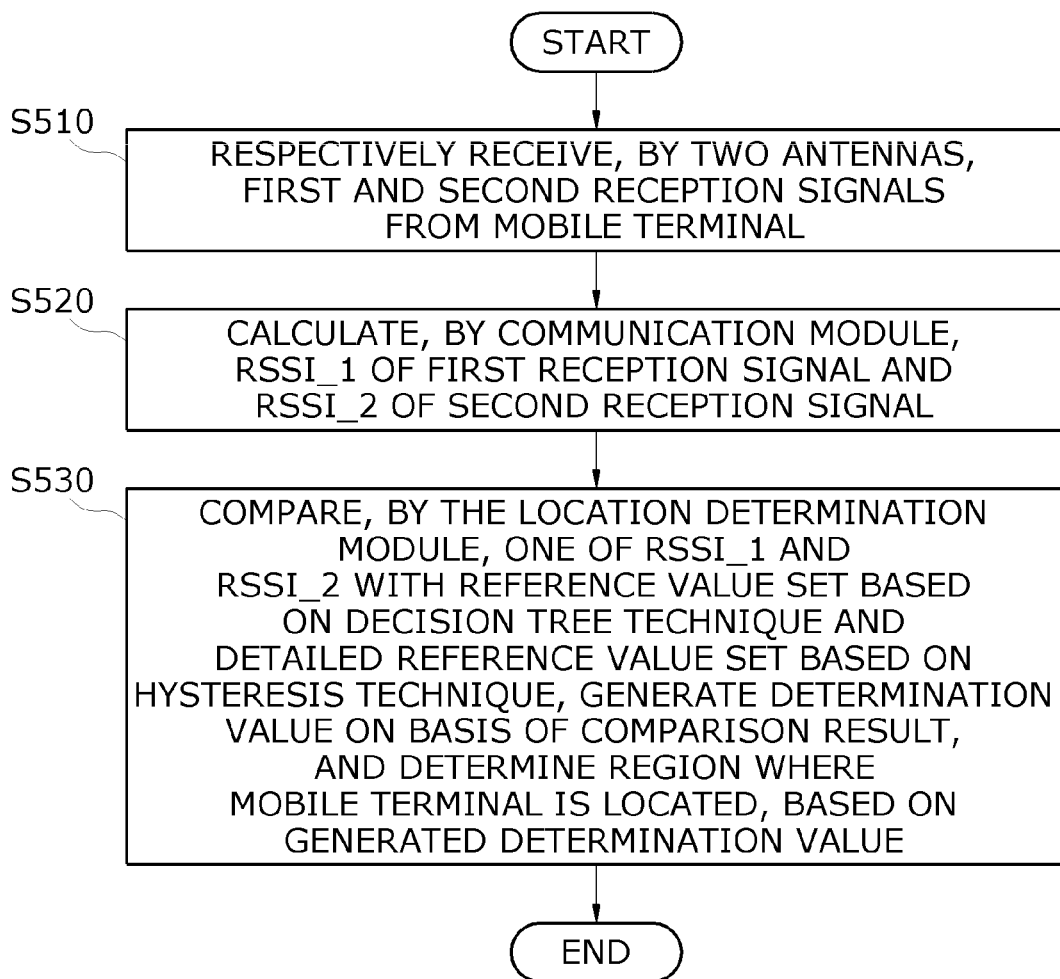 START
S510
RESPECTIVELY RECEIVE, BY TWO ANTENNAS,
FIRST AND SECOND RECEPTION SIGNALS
FROM MOBILE TERMINAL
S520
CALCULATE, BY COMMUNICATION MODULE,
RSSI_1 OF FIRST RECEPTION SIGNAL AND
RSSI_2 OF SECOND RECEPTION SIGNAL
S530
COMPARE, BY THE LOCATION DETERMINATION
MODULE, ONE OF RSSI_1 AND
RSSI_2 WITH REFERENCE VALUE SET BASED
ON DECISION TREE TECHNIQUE AND
DETAILED REFERENCE VALUE SET BASED ON
HYSTERESIS TECHNIQUE, GENERATE DETERMINATION
VALUE ON BASIS OF COMPARISON RESULT,
AND DETERMINE REGION WHERE
MOBILE TERMINAL IS LOCATED, BASED ON
GENERATED DETERMINATION VALUE
END